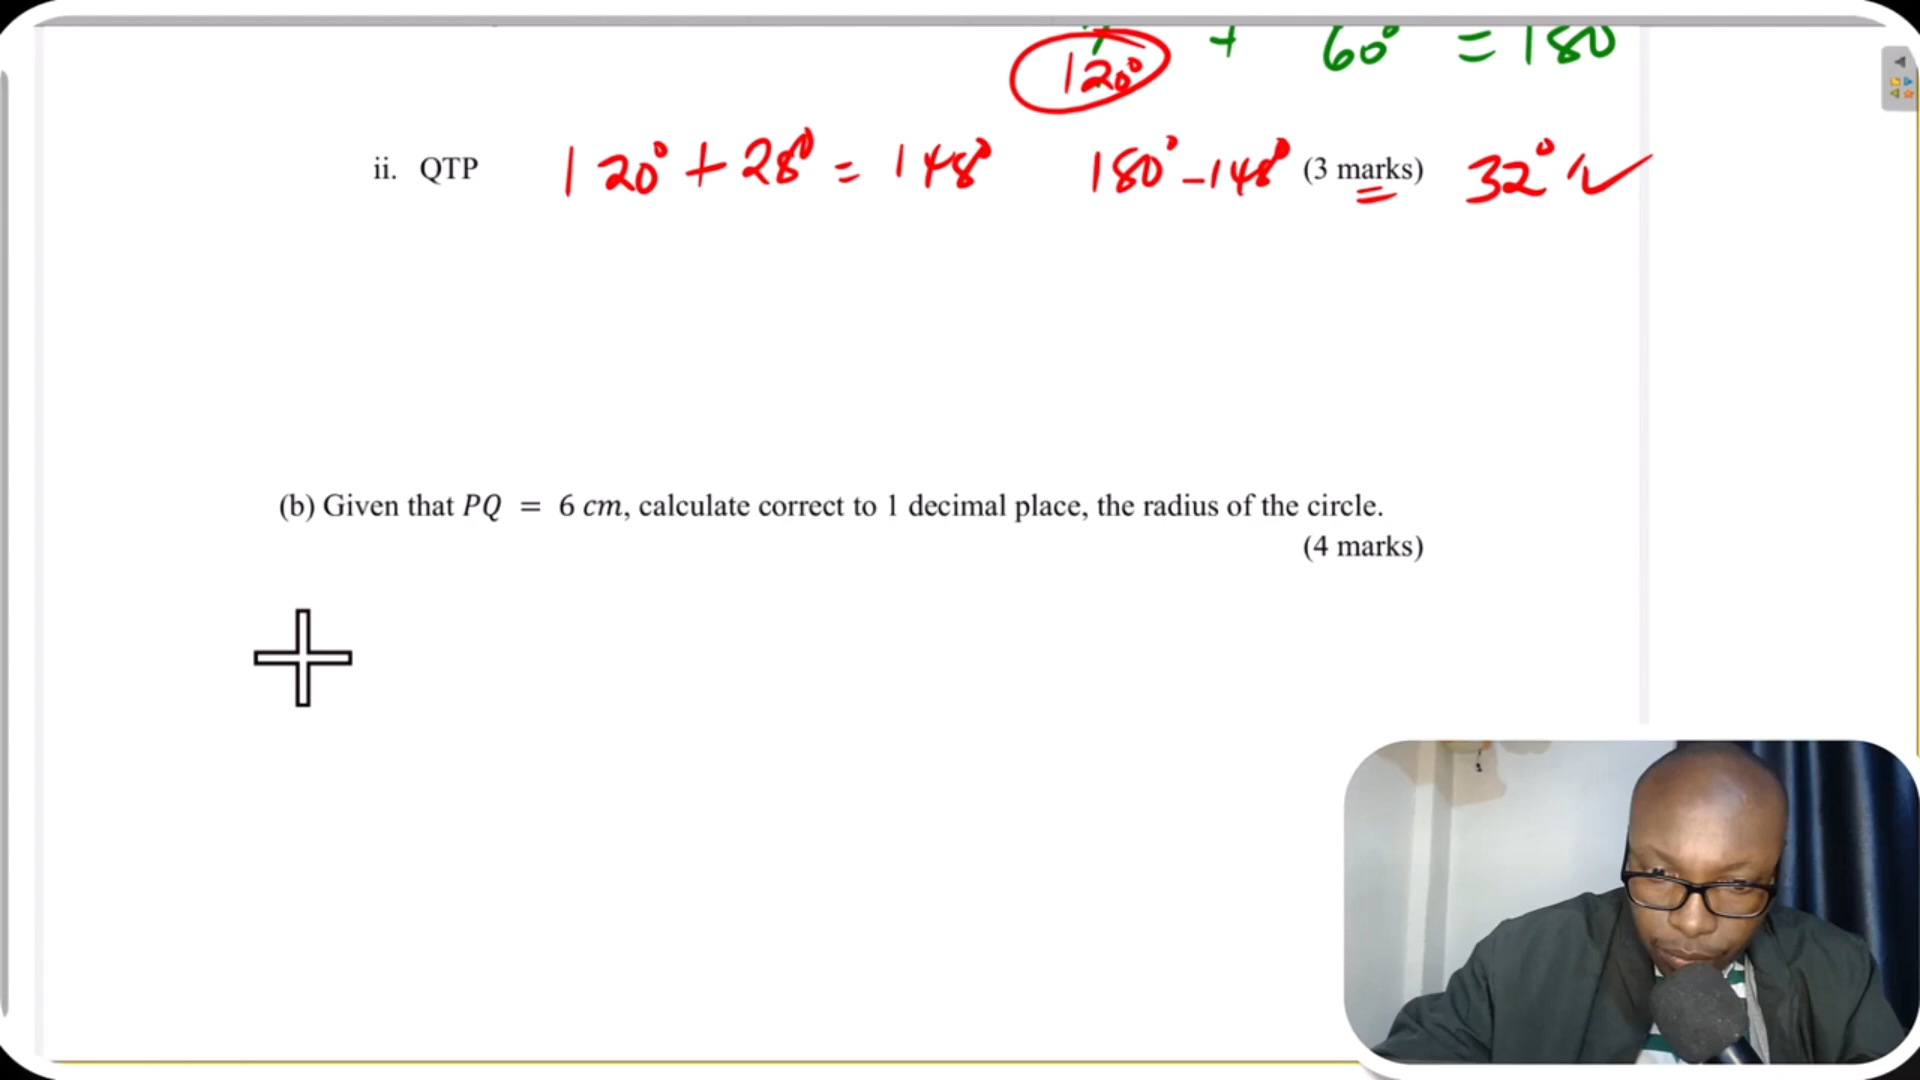 120° + 60° = 180
ii. QTP 120° + 28° = 148° 180° - 148° (3 marks) = 32°
(b) Given that PQ = 6 cm, calculate correct to 1 decimal place, the radius of the circle.
(4 marks)